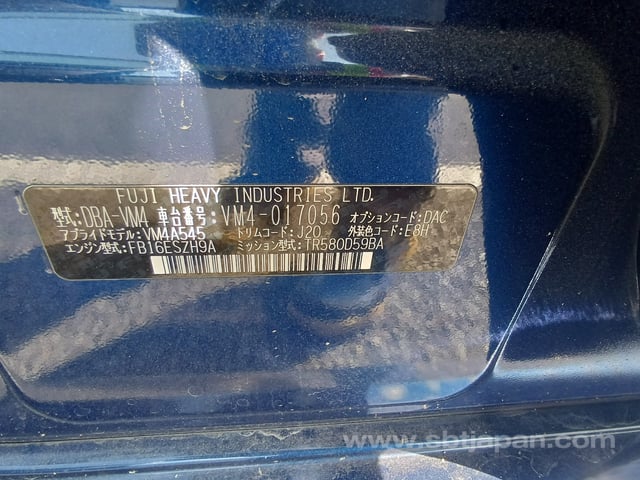 FUJI HEAVY INDUSTRIES LTD.
型式:DBA-VM4 車台番号:VM4-017056 オプションコード:DAC
アプライドモデル:VM4A545 トリムコード:J20 外装色コード:E8H
エンジン型式:FB16ESZH9A ミッション型式:TR580D59BA
www.sbtjapan.com